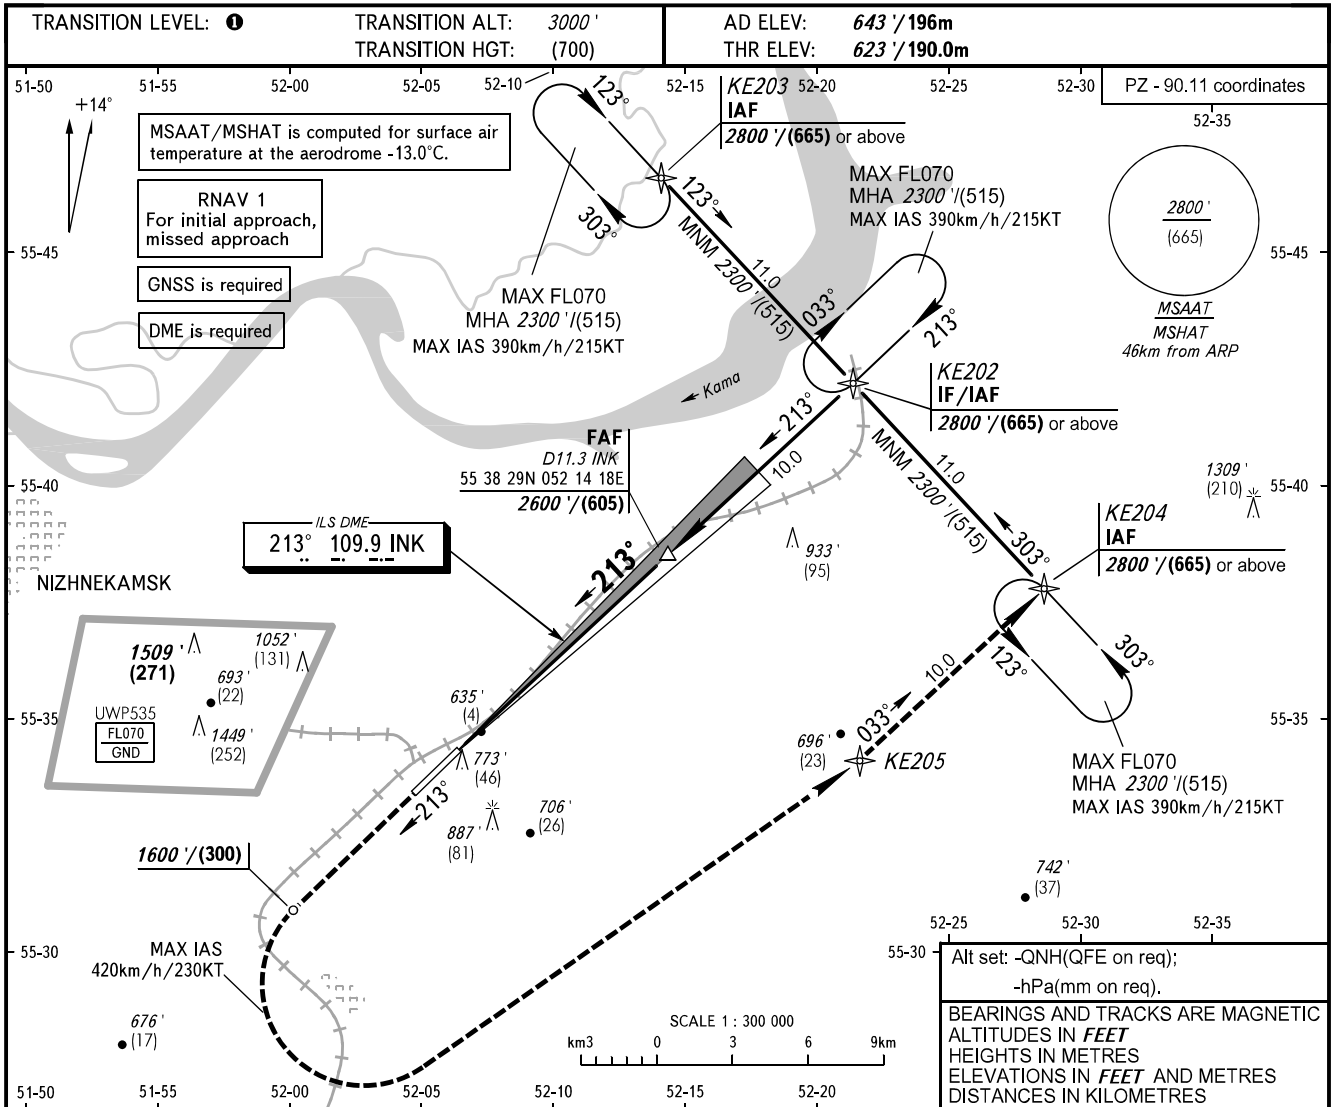 TRANSITION LEVEL: ❶
TRANSITION ALT: 3000 '
TRANSITION HGT: (700)
AD ELEV: 643 '/196m
THR ELEV: 623 '/190.0m
51-50
51-55
52-00
52-05
52-10
52-15
52-20
52-25
52-30
PZ - 90.11 coordinates
52-35
+14°
MSAAT/MSHAT is computed for surface air
temperature at the aerodrome -13.0°C.
RNAV 1
For initial approach,
missed approach
GNSS is required
DME is required
55-45
123°
303°
KE203
IAF
2800 '/(665) or above
123°
MNM 2300 '/(515)
11.0
MAX FL070
MHA 2300 '/(515)
MAX IAS 390km/h/215KT
MAX FL070
MHA 2300 '/(515)
MAX IAS 390km/h/215KT
033°
213°
2800 '
(665)
MSAAT
MSHAT
46km from ARP
55-45
Kama
KE202
IF/IAF
2800 '/(665) or above
213°
10.0
FAF
D11.3 INK
55 38 29N 052 14 18E
2600 '/(605)
MNM 2300 '/(515)
11.0
303°
1309 '
(210)
55-40
55-40
KE204
IAF
2800 '/(665) or above
ILS DME
213° 109.9 INK
213°
933 '
(95)
NIZHNEKAMSK
1509 '
(271)
1052 '
(131)
693 '
(22)
UWP535
FL070
GND
1449 '
(252)
635 '
(4)
55-35
55-35
123°
303°
10.0
033°
696 '
(23)
KE205
MAX FL070
MHA 2300 '/(515)
MAX IAS 390km/h/215KT
773 '
(46)
213°
887 '
(81)
706 '
(26)
1600 '/(300)
742 '
(37)
52-25
52-30
52-35
55-30
55-30
MAX IAS
420km/h/230KT
676 '
(17)
SCALE 1 : 300 000
km3 0 3 6 9km
51-50
51-55
52-00
52-05
52-10
52-15
52-20
Alt set: -QNH(QFE on req);
-hPa(mm on req).
BEARINGS AND TRACKS ARE MAGNETIC
ALTITUDES IN FEET
HEIGHTS IN METRES
ELEVATIONS IN FEET AND METRES
DISTANCES IN KILOMETRES